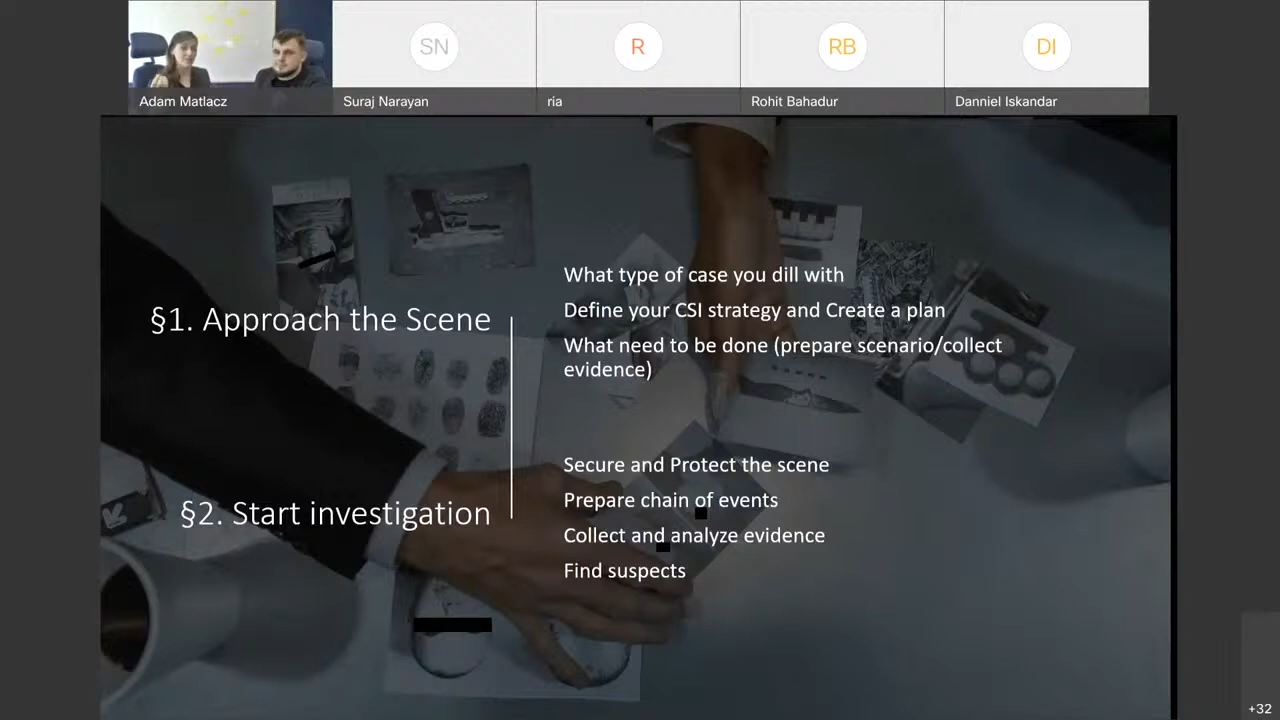 SN
R
RB
DI
Adam Matlacz
Suraj Narayan
ria
Rohit Bahadur
Danniel Iskandar
§1. Approach the Scene
What type of case you dill with
Define your CSI strategy and Create a plan
What need to be done (prepare scenario/collect
evidence)
§2. Start investigation
Secure and Protect the scene
Prepare chain of events
Collect and analyze evidence
Find suspects
+32